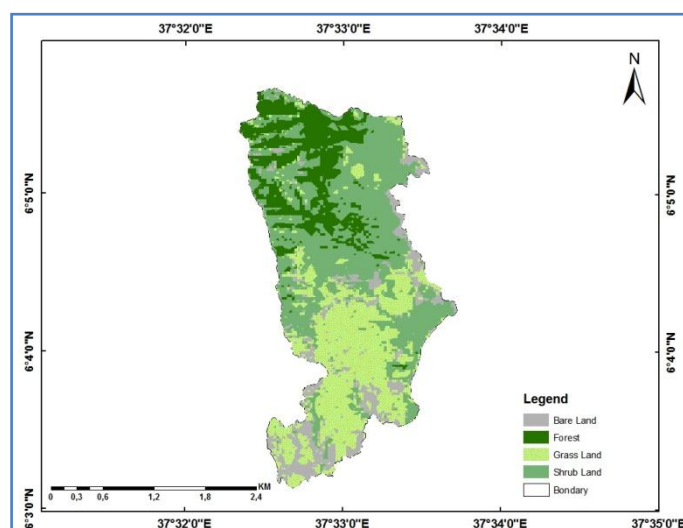 37°32'0"E 37°33'0"E 37°34'0"E
N
6°5'0"N 6°5'0"N
6°4'0"N 6°4'0"N
Legend
Bare Land
Forest
Grass Land
Shrub Land
Bondary
KM
0 0,3 0,6 1,2 1,8 2,4
6°3'0"N 6°3'0"N
37°32'0"E 37°33'0"E 37°34'0"E 37°35'0"E